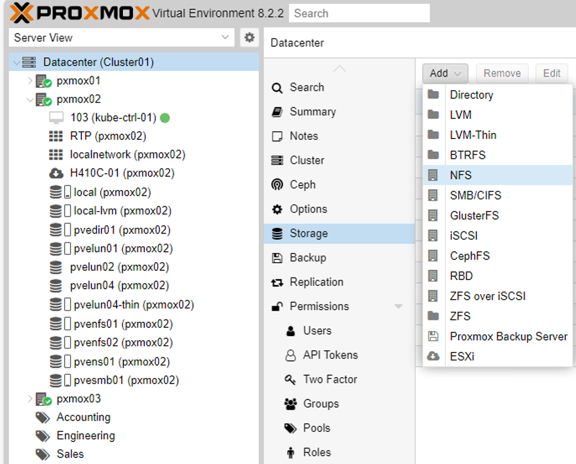 PROXMOX Virtual Environment 8.2.2 Search
Server View
Datacenter (Cluster01)
pxmox01
pxmox02
103 (kube-ctrl-01)
RTP (pxmox02)
localnetwork (pxmox02)
H410C-01 (pxmox02)
local (pxmox02)
local-lvm (pxmox02)
pvedir01 (pxmox02)
pvelun01 (pxmox02)
pvelun02 (pxmox02)
pvelun04 (pxmox02)
pvelun04-thin (pxmox02)
pvenfs01 (pxmox02)
pvenfs02 (pxmox02)
pvens01 (pxmox02)
pvesmb01 (pxmox02)
pxmox03
Accounting
Engineering
Sales
Datacenter
Search
Summary
Notes
Cluster
Ceph
Options
Storage
Backup
Replication
Permissions
Users
API Tokens
Two Factor
Groups
Pools
Roles
Add Remove Edit
Directory
LVM
LVM-Thin
BTRFS
NFS
SMB/CIFS
GlusterFS
iSCSI
CephFS
RBD
ZFS over iSCSI
ZFS
Proxmox Backup Server
ESXi